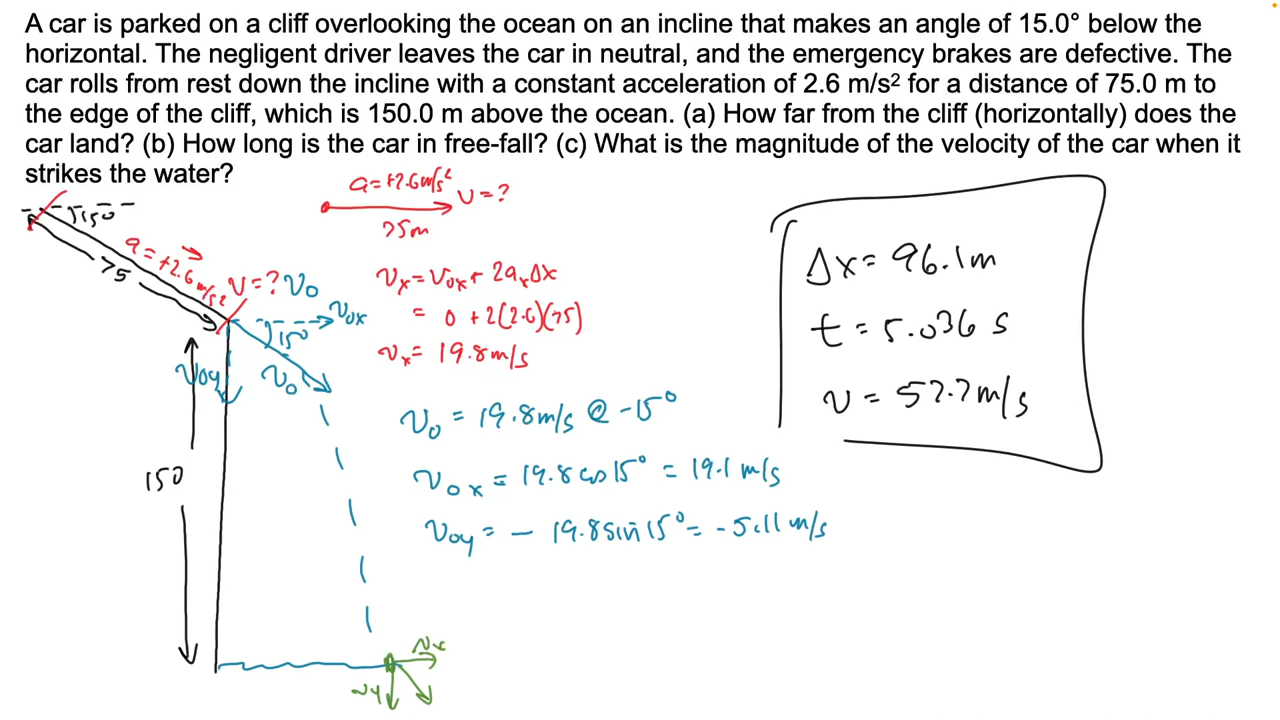 A car is parked on a cliff overlooking the ocean on an incline that makes an angle of 15.0° below the
horizontal. The negligent driver leaves the car in neutral, and the emergency brakes are defective. The
car rolls from rest down the incline with a constant acceleration of 2.6 m/s² for a distance of 75.0 m to
the edge of the cliff, which is 150.0 m above the ocean. (a) How far from the cliff (horizontally) does the
car land? (b) How long is the car in free-fall? (c) What is the magnitude of the velocity of the car when it
strikes the water?
15°
75
a = +2.6 m/s²
v = ?
v₀
v₀ₓ
15°
v₀
v₀y
150
vₓ
vy
a = +2.6 m/s²
v = ?
75m
vₓ = v₀ₓ + 2aₓΔx
= 0 + 2(2.6)(75)
vₓ = 19.8 m/s
v₀ = 19.8 m/s @ -15°
v₀ₓ = 19.8 cos 15° = 19.1 m/s
v₀y = - 19.8 sin 15° = -5.11 m/s
Δx = 96.1 m
t = 5.036 s
v = 57.7 m/s